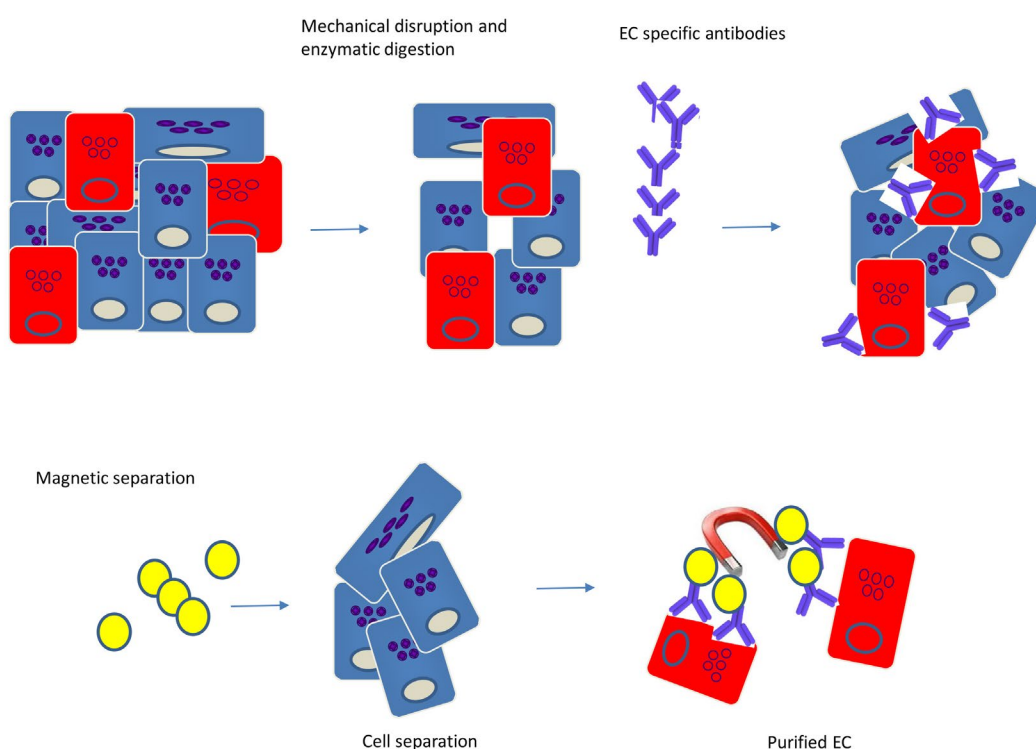 Mechanical disruption and
enzymatic digestion
EC specific antibodies
Magnetic separation
Cell separation
Purified EC